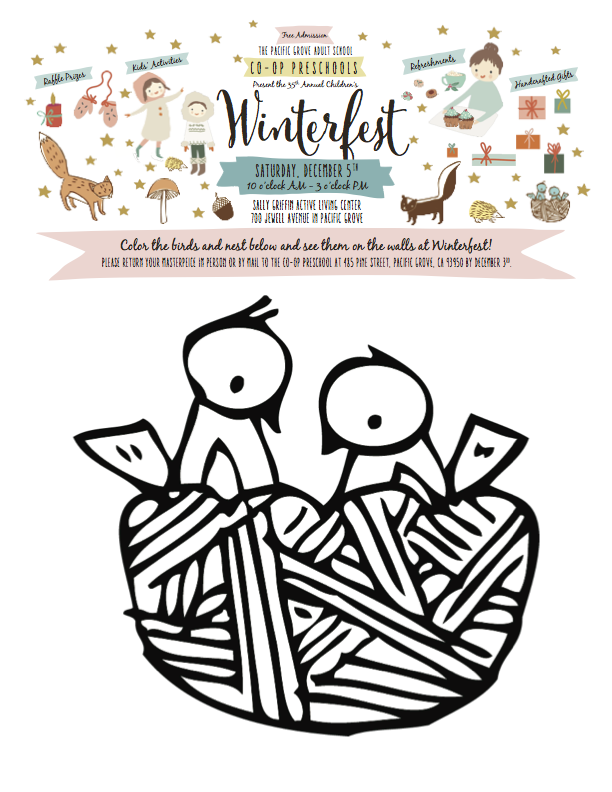 Free Admission
THE PACIFIC GROVE ADULT SCHOOL
CO-OP PRESCHOOLS
Present the 35th Annual Children's
Winterfest
Raffle Prizes
Kids' Activities
Refreshments
Handcrafted Gifts
SATURDAY, DECEMBER 5TH
10 o'clock AM - 3 o'clock PM
SALLY GRIFFIN ACTIVE LIVING CENTER
700 JEWELL AVENUE IN PACIFIC GROVE
Color the birds and nest below and see them on the walls at Winterfest!
PLEASE RETURN YOUR MASTERPEICE IN PERSON OR BY MAIL TO THE CO-OP PRESCHOOL AT 485 PINE STREET, PACIFIC GROVE, CA 93950 BY DECEMBER 3RD.